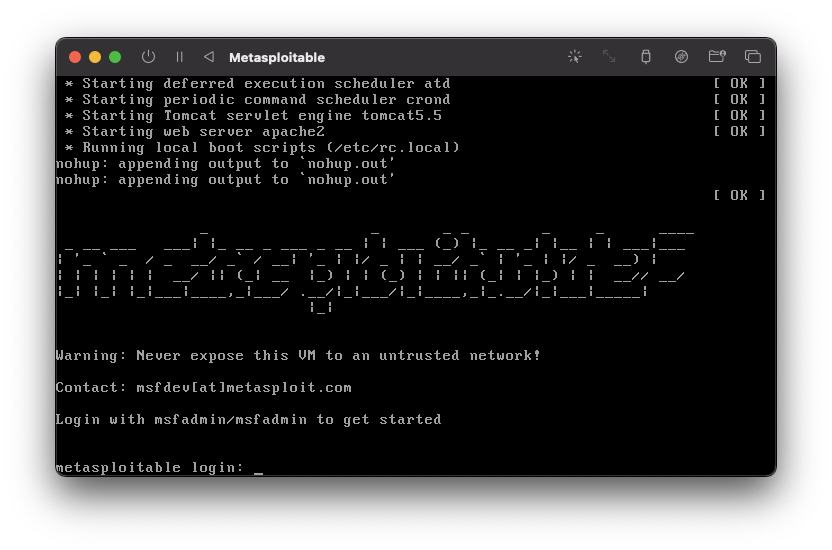 Metasploitable
* Starting deferred execution scheduler atd [ OK ]
* Starting periodic command scheduler crond [ OK ]
* Starting Tomcat servlet engine tomcat5.5 [ OK ]
* Starting web server apache2 [ OK ]
* Running local boot scripts (/etc/rc.local)
nohup: appending output to `nohup.out'
nohup: appending output to `nohup.out'
[ OK ]
metasploitable2
Warning: Never expose this VM to an untrusted network!
Contact: msfdev[at]metasploit.com
Login with msfadmin/msfadmin to get started
metasploitable login: _